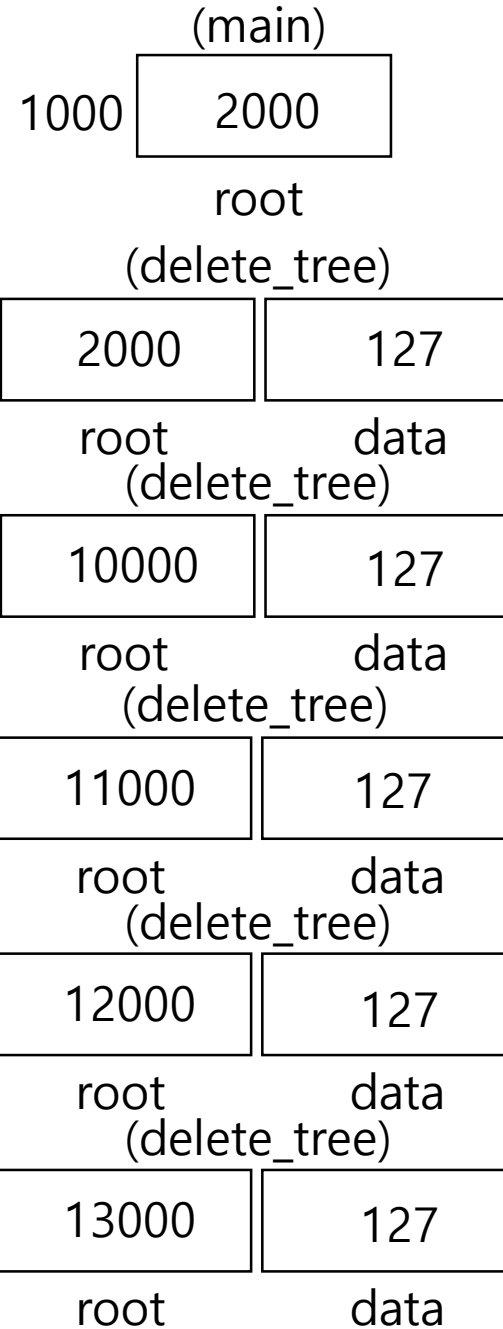 (main)
1000 2000
root
(delete_tree)
2000 127
root data
(delete_tree)
10000 127
root data
(delete_tree)
11000 127
root data
(delete_tree)
12000 127
root data
(delete_tree)
13000 127
root data